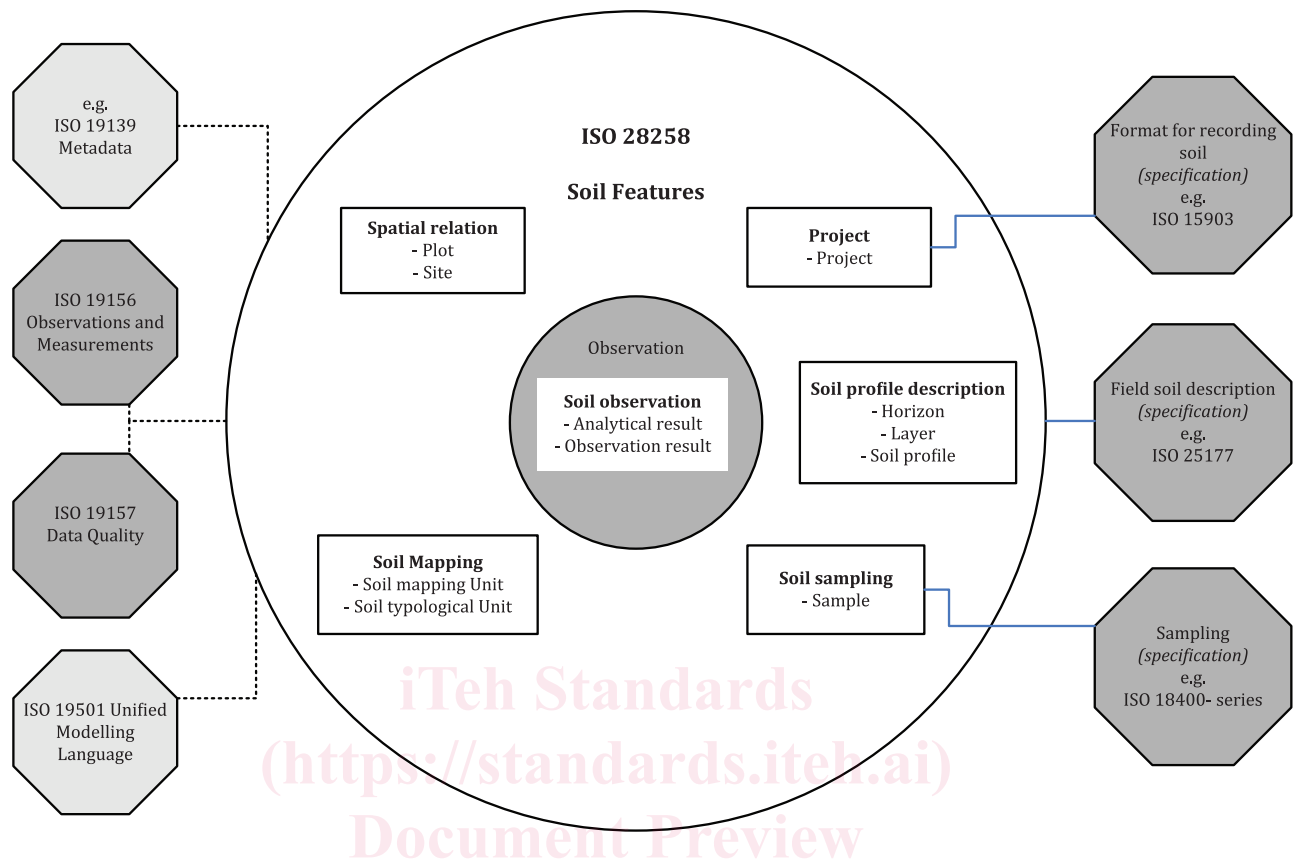 e.g.
ISO 19139
Metadata
ISO 19156
Observations and
Measurements
ISO 19157
Data Quality
ISO 19501 Unified
Modelling
Language
ISO 28258
Soil Features
Spatial relation
- Plot
- Site
Project
- Project
Observation
Soil observation
- Analytical result
- Observation result
Soil profile description
- Horizon
- Layer
- Soil profile
Soil Mapping
- Soil mapping Unit
- Soil typological Unit
Soil sampling
- Sample
Format for recording
soil
(specification)
e.g.
ISO 15903
Field soil description
(specification)
e.g.
ISO 25177
Sampling
(specification)
e.g.
ISO 18400- series
iTeh Standards
(https://standards.iteh.ai)
Document Preview